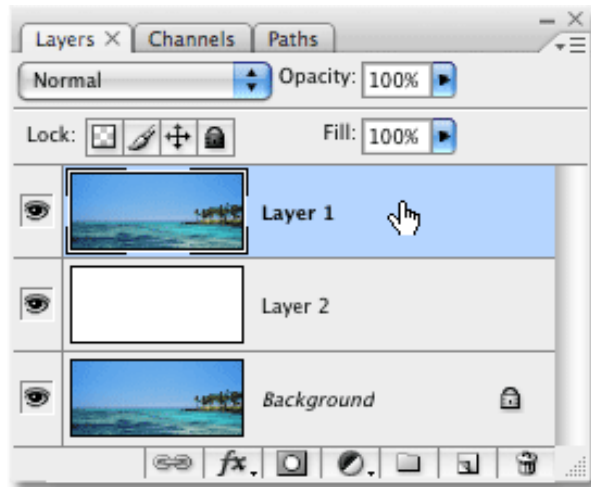 Layers × Channels Paths
Normal Opacity: 100%
Lock: Fill: 100%
Layer 1
Layer 2
Background
fx.